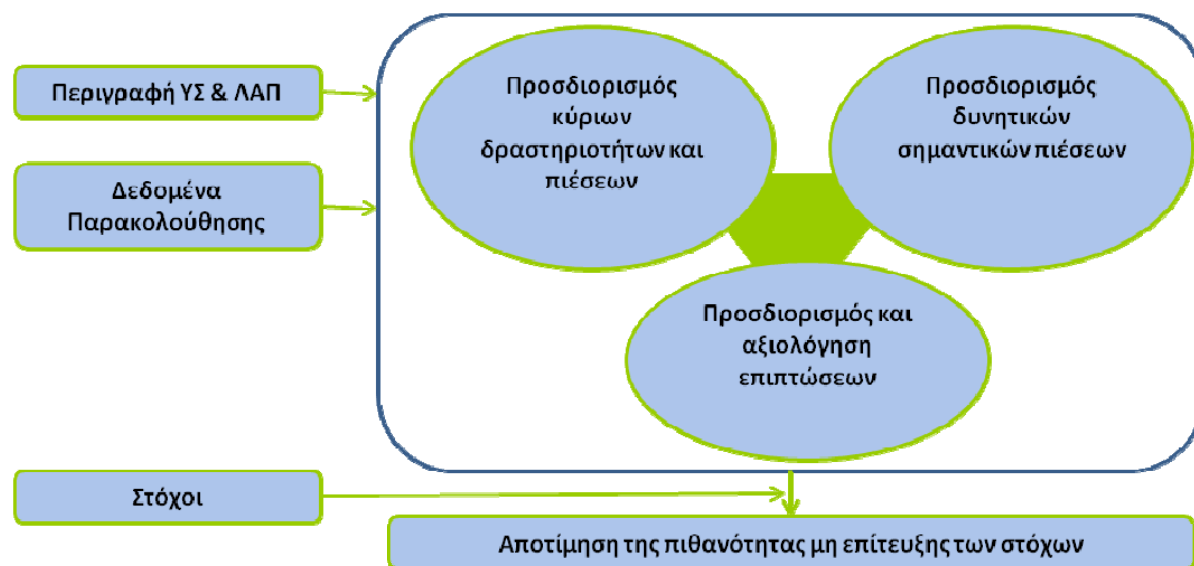 Περιγραφή ΥΣ & ΛΑΠ
Δεδομένα
Παρακολούθησης
Προσδιορισμός
κύριων
δραστηριοτήτων και
πιέσεων
Προσδιορισμός
δυνητικών
σημαντικών πιέσεων
Προσδιορισμός και
αξιολόγηση
επιπτώσεων
Στόχοι
Αποτίμηση της πιθανότητας μη επίτευξης των στόχων